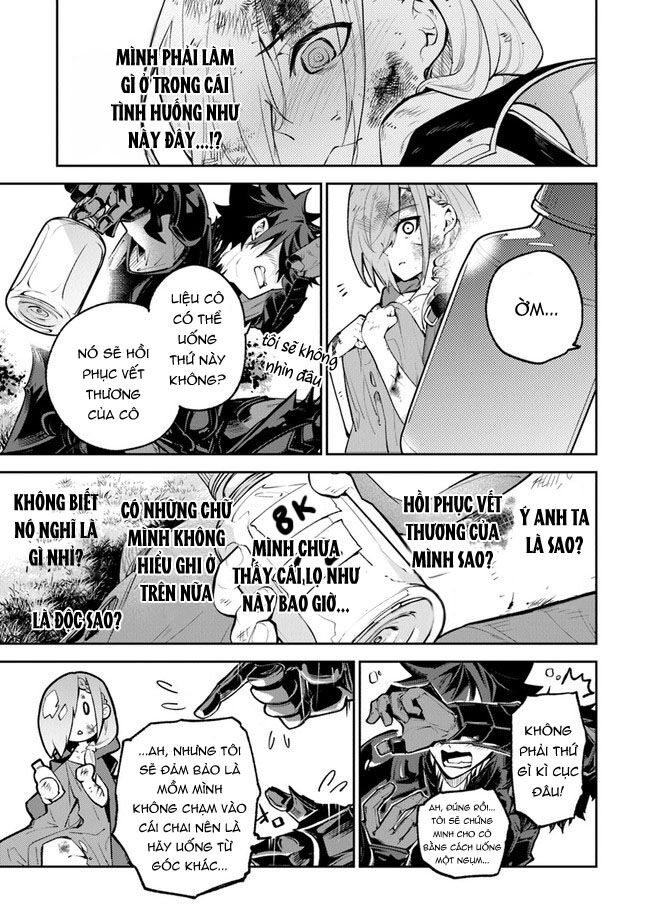 MÌNH PHẢI LÀM
GÌ Ở TRONG CÁI
TÌNH HUỐNG NHƯ
NÀY ĐÂY...!?
ỜM...
LIỆU CÔ
CÓ THỂ
UỐNG
THỨ NÀY
KHÔNG?
NÓ SẼ HỒI
PHỤC VẾT
THƯƠNG
CỦA CÔ
tôi sẽ không
nhìn đâu
Ý ANH TA
LÀ SAO?
HỒI PHỤC VẾT
THƯƠNG CỦA
MÌNH SAO?
8K
MÌNH CHƯA
THẤY CÁI LỌ NHƯ
NÀY BAO GIỜ...
CÓ NHỮNG CHỮ
MÌNH KHÔNG
HIỂU GHI Ở
TRÊN NỮA
KHÔNG BIẾT
NÓ NGHĨ LÀ
GÌ NHỈ?
LÀ ĐỘC SAO?
KHÔNG
PHẢI THỨ
GÌ KÌ CỤC
ĐÂU!
AH, ĐÚNG RỒI...
TÔI SẼ CHỨNG
MINH CHO CÔ
BẰNG CÁCH UỐNG
MỘT NGỤM...
...AH, NHƯNG TÔI
SẼ ĐẢM BẢO LÀ
MỒM MÌNH
KHÔNG CHẠM VÀO
CÁI CHAI NÊN LÀ
HÃY UỐNG TỪ
GÓC KHÁC...